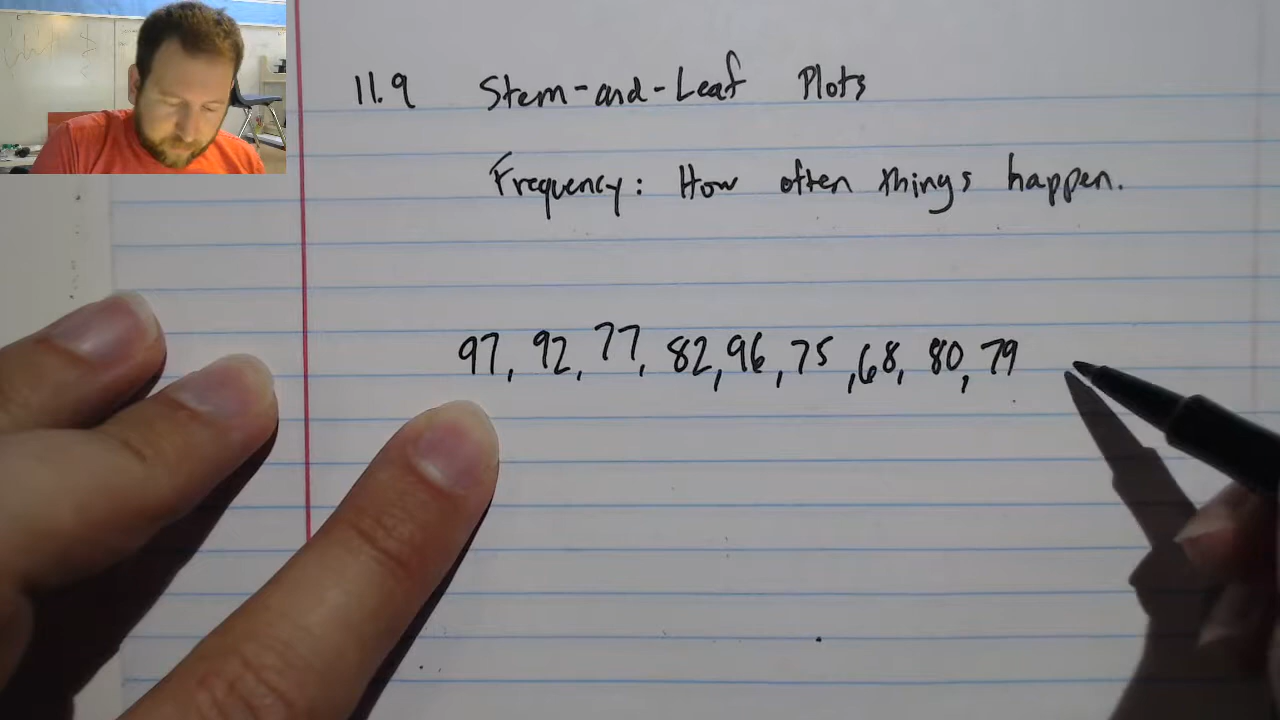 11.9 Stem-and-Leaf Plots
Frequency: How often things happen.
97, 92, 77, 82, 96, 75, 68, 80, 79